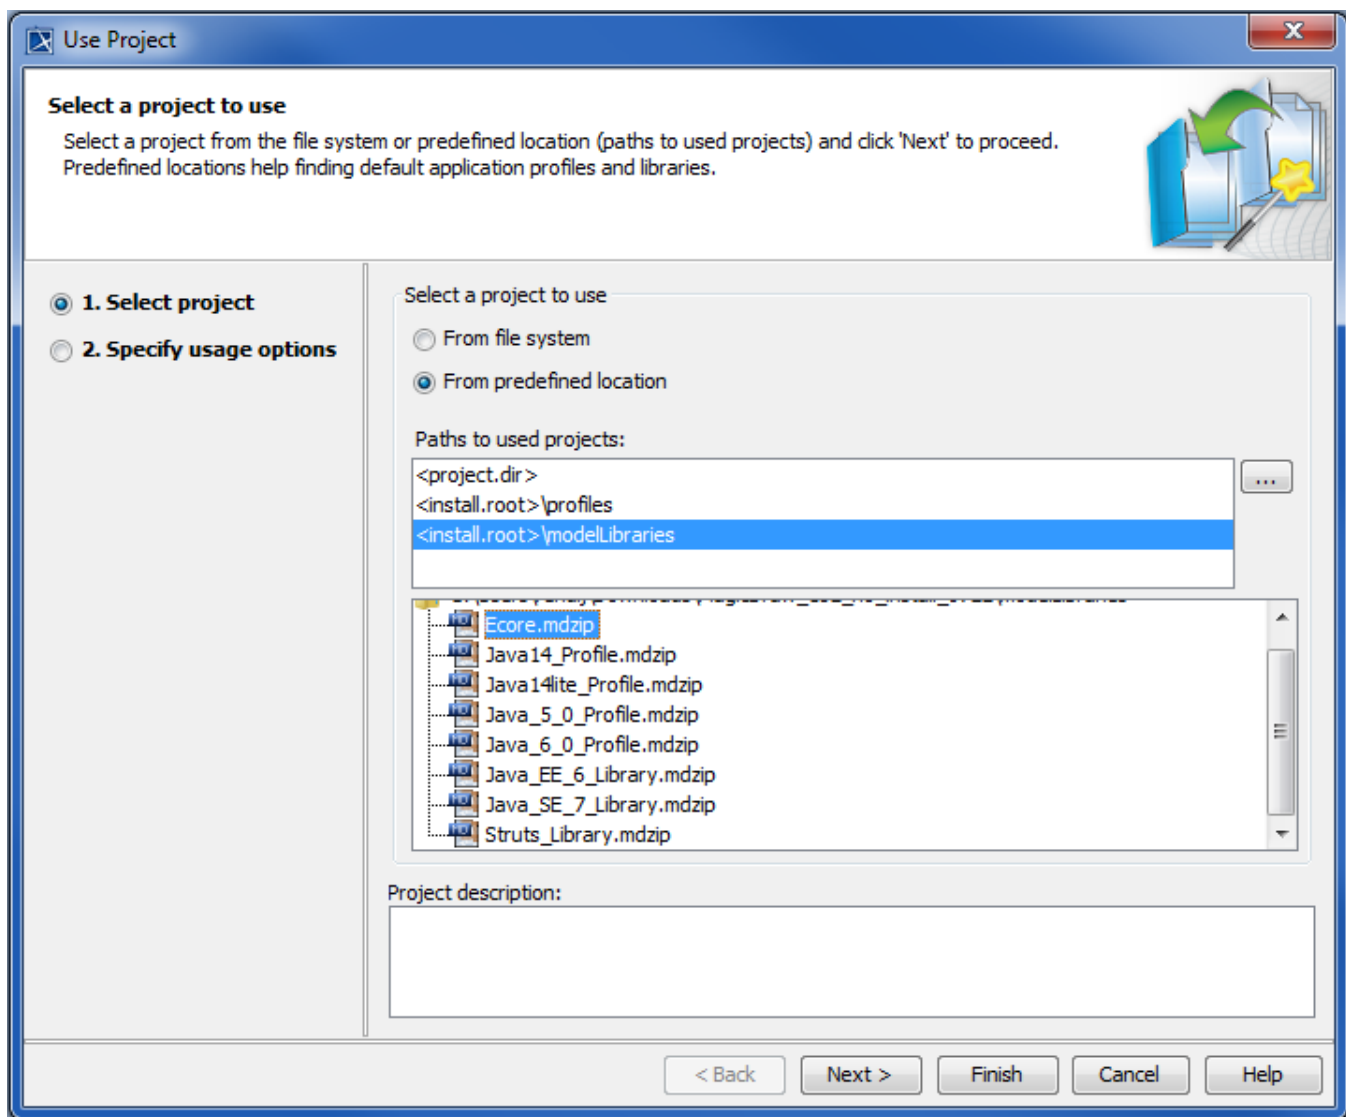 Use Project
Select a project to use
Select a project from the file system or predefined location (paths to used projects) and click 'Next' to proceed.
Predefined locations help finding default application profiles and libraries.
1. Select project
2. Specify usage options
Select a project to use
From file system
From predefined location
Paths to used projects:
<project.dir>
...
<install.root>\profiles
<install.root>\modelLibraries
Ecore.mdzip
Java14_Profile.mdzip
Java14lite_Profile.mdzip
Java_5_0_Profile.mdzip
Java_6_0_Profile.mdzip
Java_EE_6_Library.mdzip
Java_SE_7_Library.mdzip
Struts_Library.mdzip
Project description:
< Back
Next >
Finish
Cancel
Help